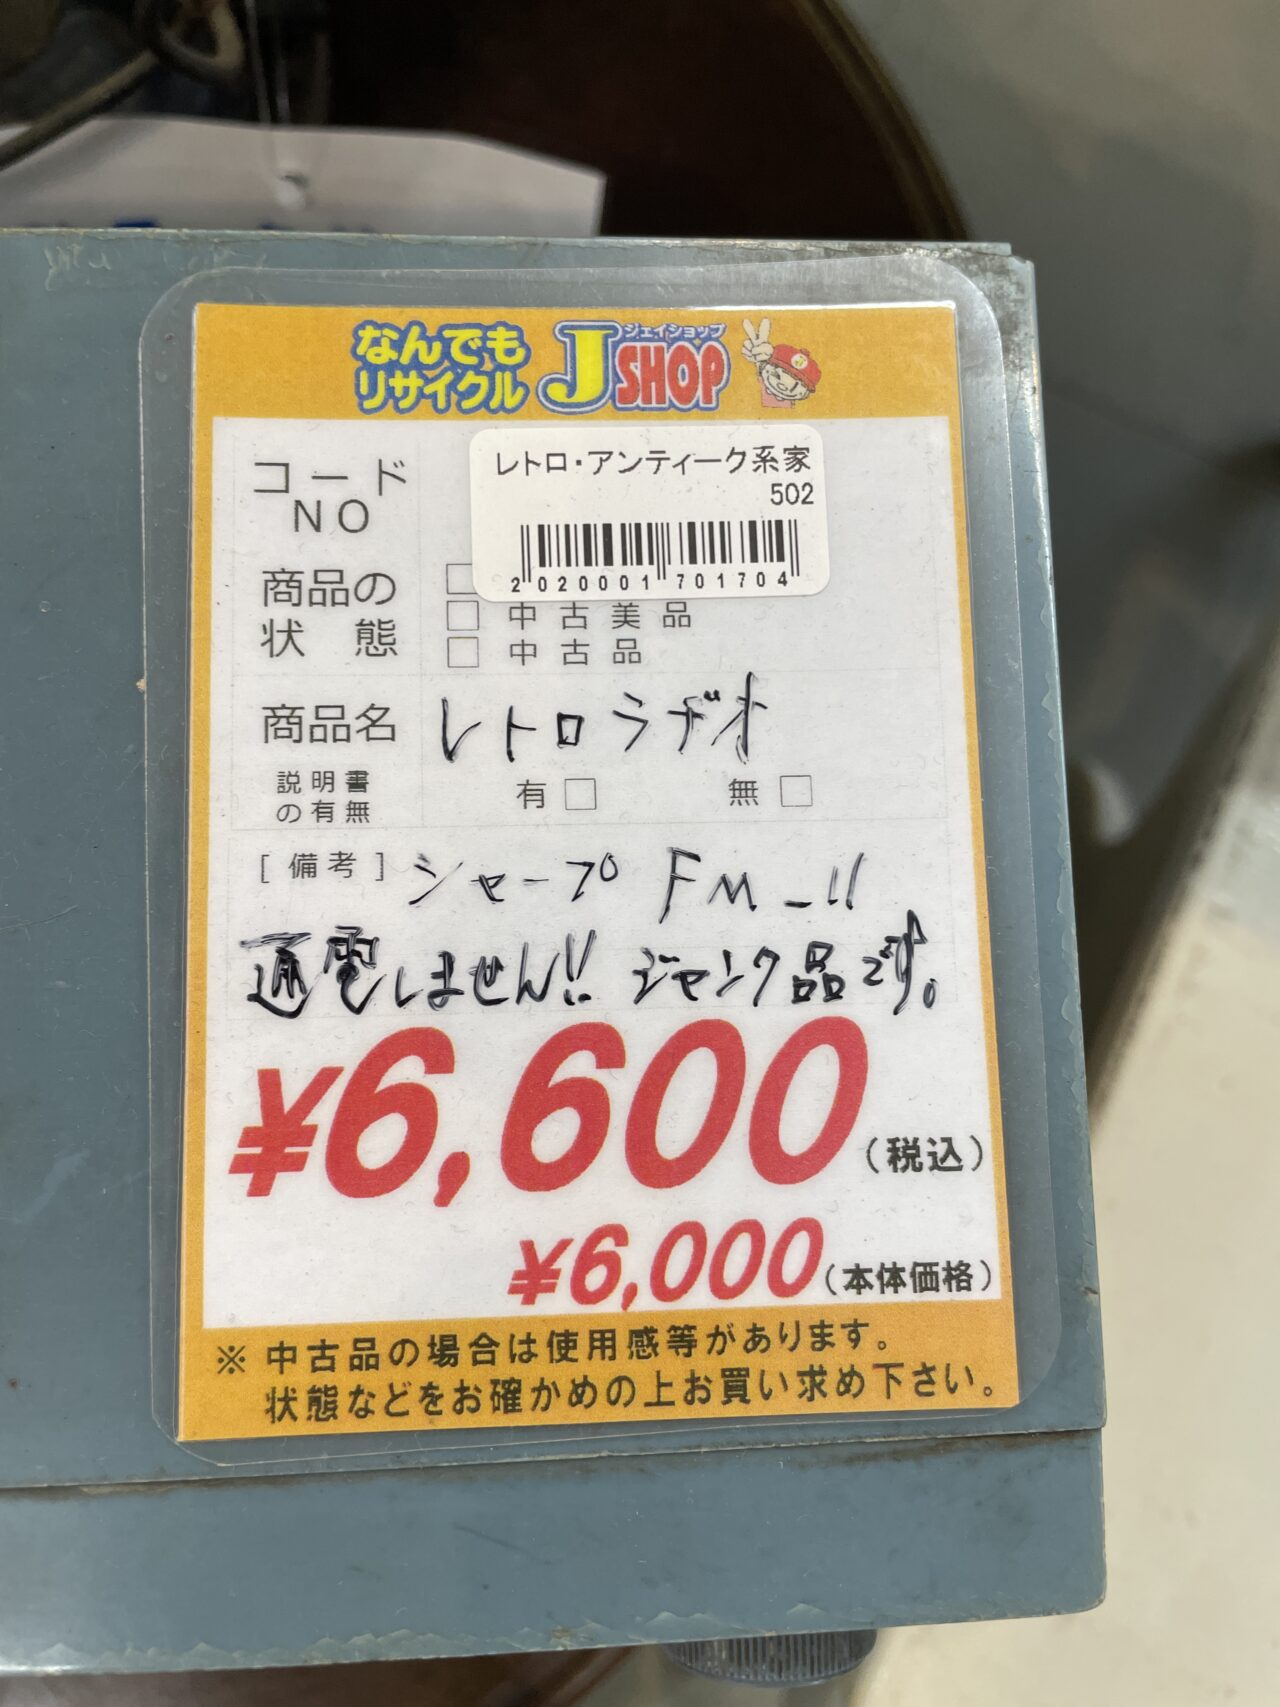 なんでも
リサイクル
ジェイショップ
J SHOP
レトロ・アンティーク系家
502
コード
NO
2 020001 701704
商品の
状態
□
□ 中古美品
□ 中古品
商品名 レトロラヂオ
説明書
の有無
有□ 無□
[備考] シャープ FM-11
通電しません!! ジャンク品です。
¥6,600(税込)
¥6,000(本体価格)
※ 中古品の場合は使用感等があります。
状態などをお確かめの上お買い求め下さい。